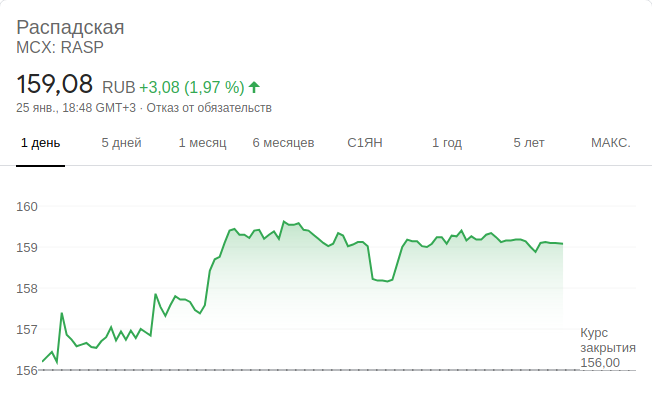 Распадская
MCX: RASP
159,08 RUB +3,08 (1,97 %)
25 янв., 18:48 GMT+3 · Отказ от обязательств
1 день 5 дней 1 месяц 6 месяцев С1ЯН 1 год 5 лет МАКС.
160
159
158
157
156
Курс
закрытия
156,00